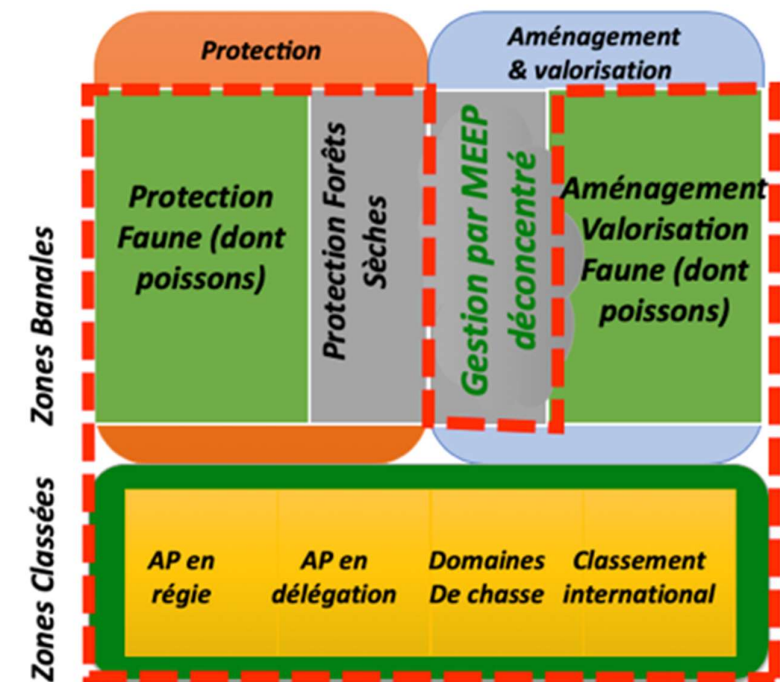 Protection
Aménagement
& valorisation
Zones Banales
Protection
Faune (dont
poissons)
Protection Forêts
Sèches
Gestion par MEEP
déconcentré
Aménagement
Valorisation
Faune (dont
poissons)
Zones Classées
AP en
régie
AP en
délégation
Domaines
De chasse
Classement
international